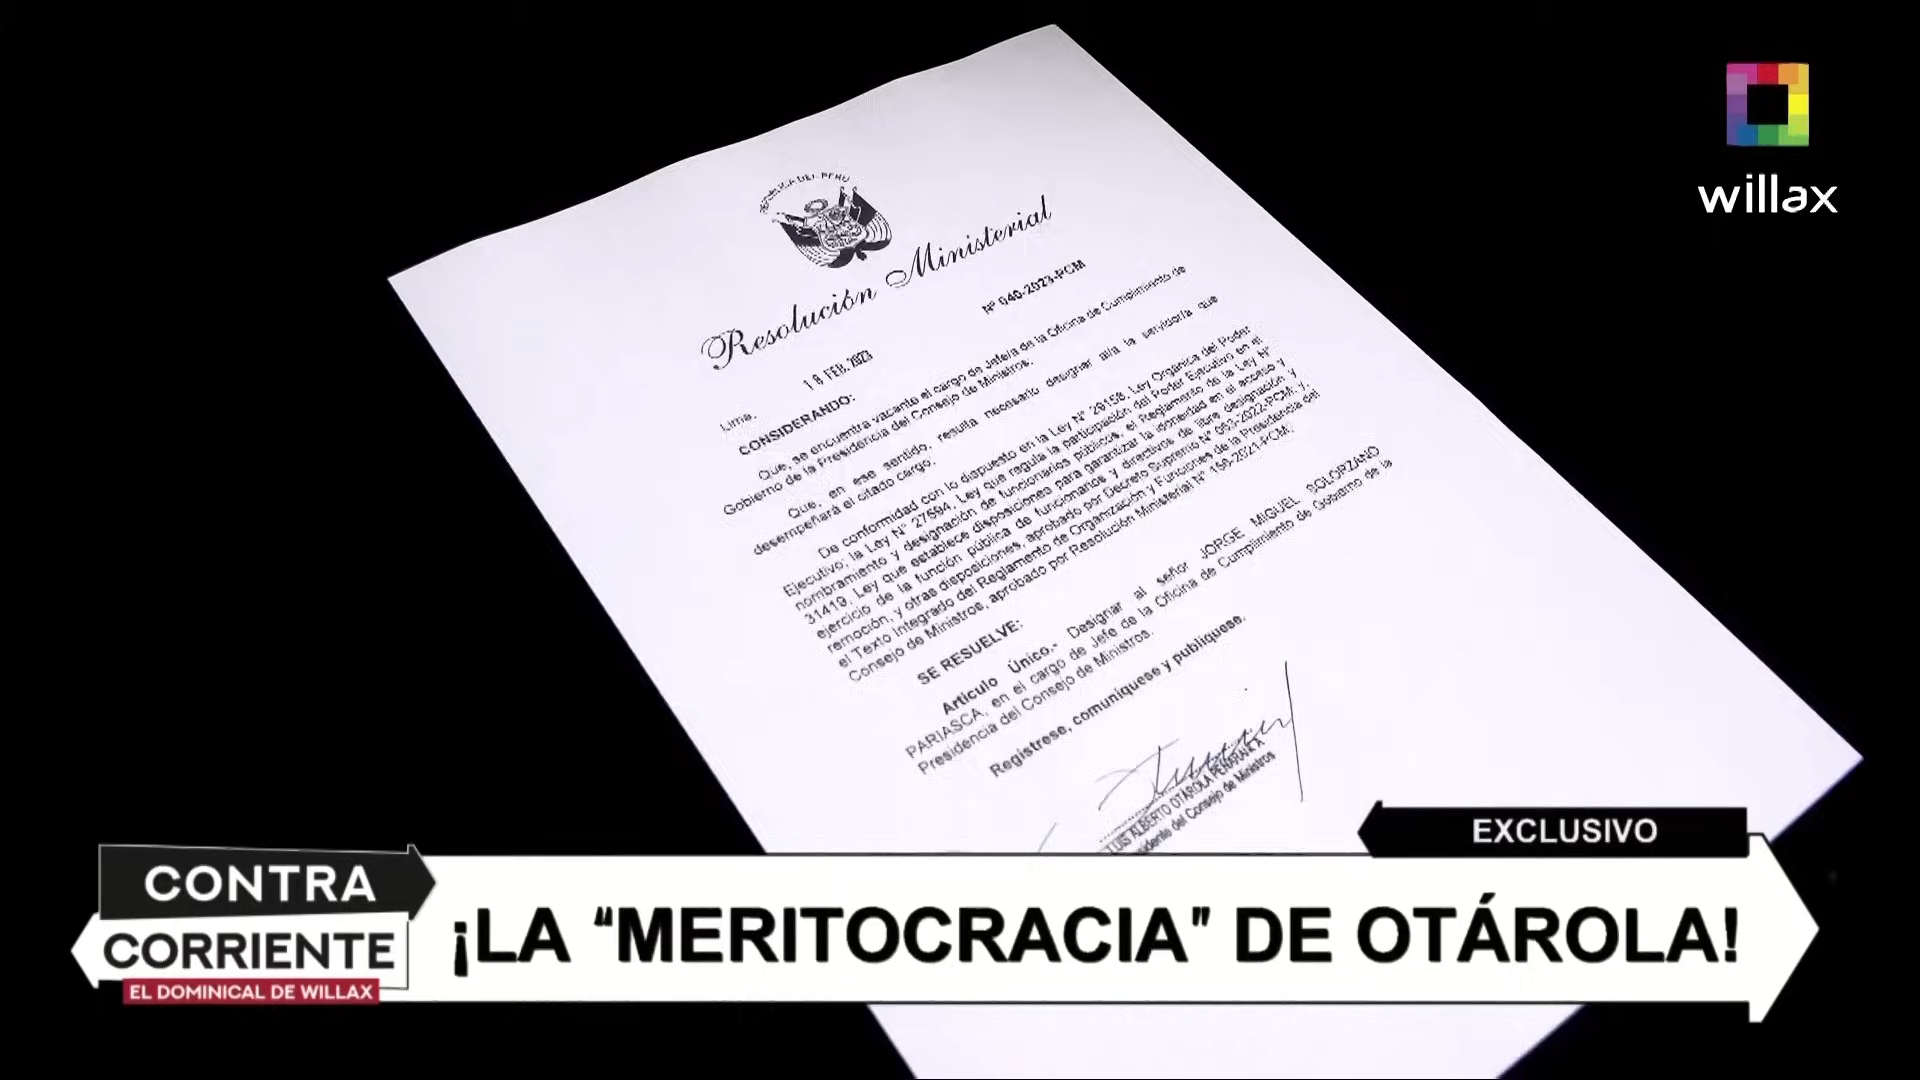 willax
REPÚBLICA DEL PERÚ
Resolución Ministerial
Nº 040-2023-PCM
Lima, 18 FEB. 2023
CONSIDERANDO:
Que, se encuentra vacante el cargo de Jefe/a de la Oficina de Cumplimiento de
Gobierno de la Presidencia del Consejo de Ministros;
Que, en ese sentido, resulta necesario designar al/a la servidor/a que
desempeñará el citado cargo;
De conformidad con lo dispuesto en la Ley N° 29158, Ley Orgánica del Poder
Ejecutivo; la Ley N° 27594, Ley que regula la participación del Poder Ejecutivo en el
nombramiento y designación de funcionarios públicos, el Reglamento de la Ley N°
31419, Ley que establece disposiciones para garantizar la idoneidad en el acceso y
ejercicio de la función pública de funcionarios y directivos de libre designación y
remoción, y otras disposiciones, aprobado por Decreto Supremo N° 053-2022-PCM; y,
el Texto Integrado del Reglamento de Organización y Funciones de la Presidencia del
Consejo de Ministros, aprobado por Resolución Ministerial N° 156-2021-PCM;
SE RESUELVE:
Artículo Único.- Designar al señor JORGE MIGUEL SOLORZANO
PARIASCA, en el cargo de Jefe de la Oficina de Cumplimiento de Gobierno de la
Presidencia del Consejo de Ministros.
Regístrese, comuníquese y publíquese.
LUIS ALBERTO OTÁROLA PEÑARANDA
del Consejo de Ministros
EXCLUSIVO
CONTRA
CORRIENTE
EL DOMINICAL DE WILLAX
¡LA “MERITOCRACIA” DE OTÁROLA!